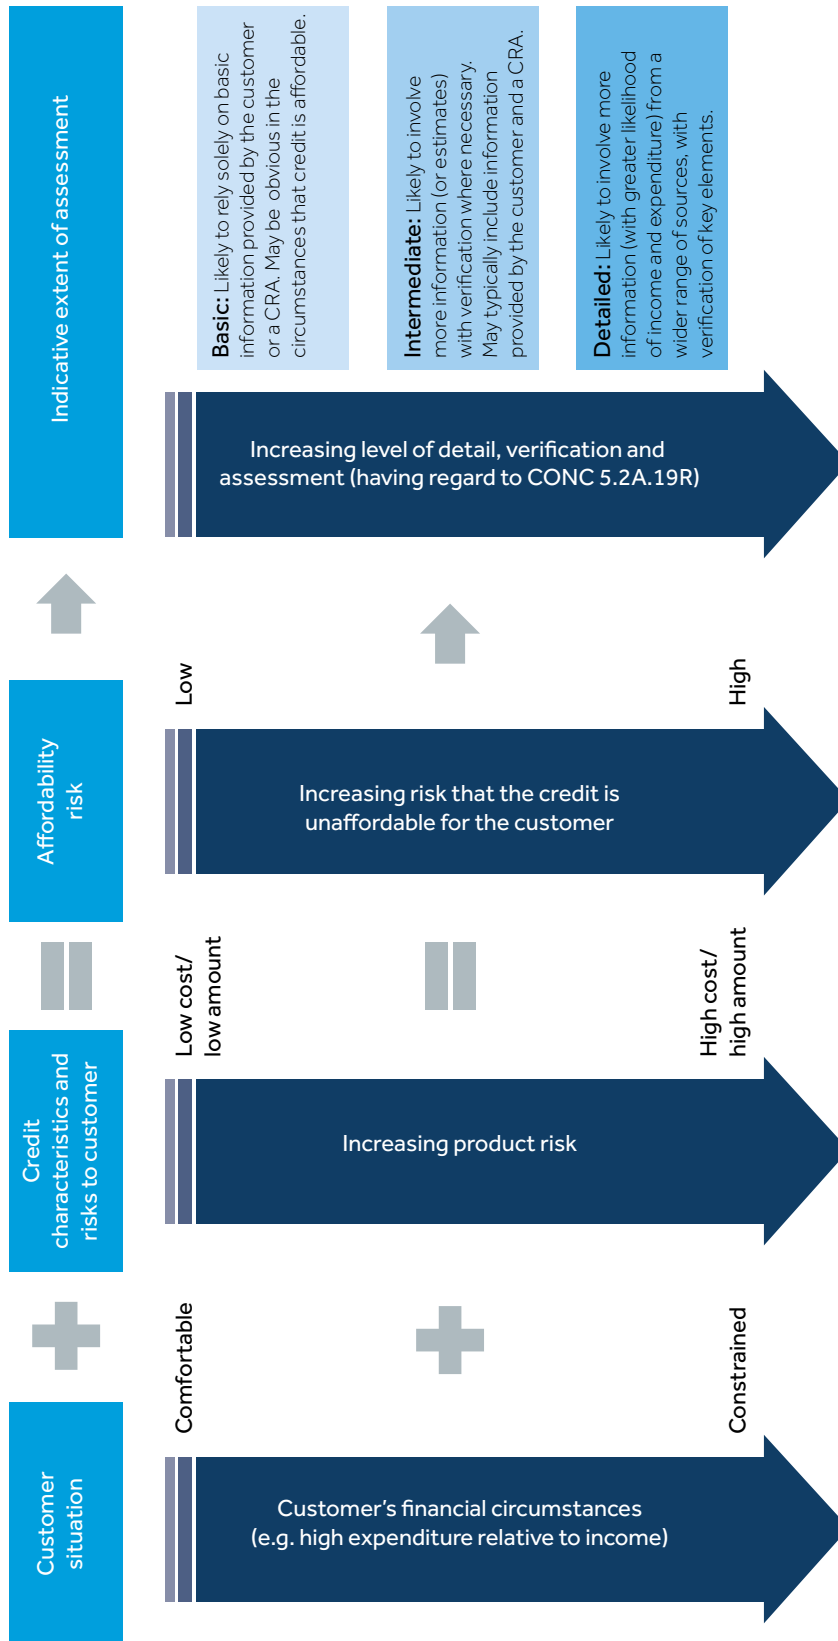 Customer
situation
Credit
characteristics and
risks to customer
Affordability
risk
Indicative extent of assessment
Comfortable
Constrained
Customer’s financial circumstances
(e.g. high expenditure relative to income)
Low cost/
low amount
High cost/
high amount
Increasing product risk
Low
High
Increasing risk that the credit is
unaffordable for the customer
Increasing level of detail, verification and
assessment (having regard to CONC 5.2A.19R)
Basic: Likely to rely solely on basic
information provided by the customer
or a CRA. May be obvious in the
circumstances that credit is affordable.
Intermediate: Likely to involve
more information (or estimates)
with verification where necessary.
May typically include information
provided by the customer and a CRA.
Detailed: Likely to involve more
information (with greater likelihood
of income and expenditure) from a
wider range of sources, with
verification of key elements.